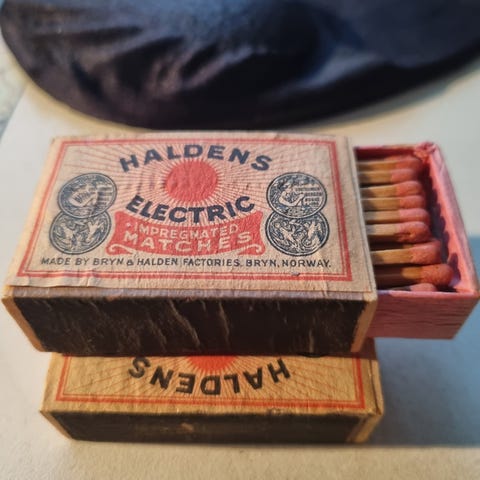 HALDENS
ELECTRIC
IMPREGNATED
MATCHES
MADE BY BRYN & HALDEN FACTORIES. BRYN, NORWAY.
HALDENS